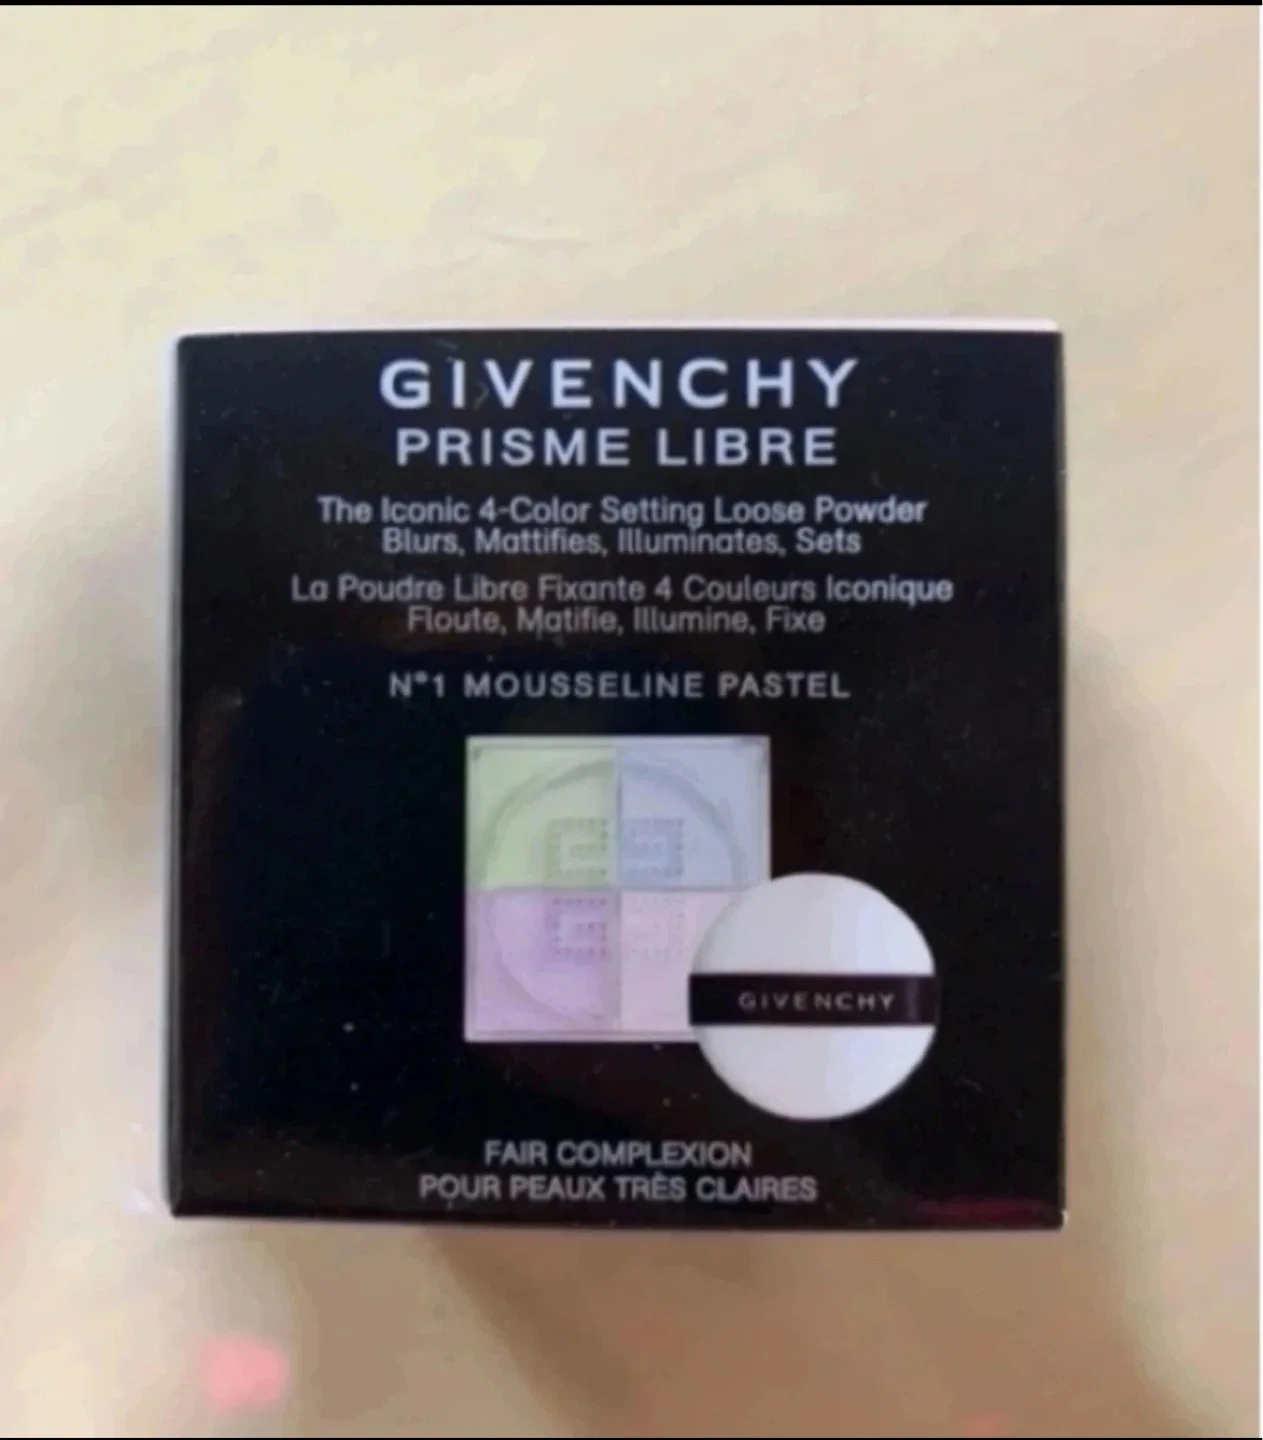 GIVENCHY
PRISME LIBRE
The Iconic 4-Color Setting Loose Powder
Blurs, Mattifies, Illuminates, Sets
La Poudre Libre Fixante 4 Couleurs Iconique
Floute, Matifie, Illumine, Fixe
N°1 MOUSSELINE PASTEL
GIVENCHY
FAIR COMPLEXION
POUR PEAUX TRÈS CLAIRES